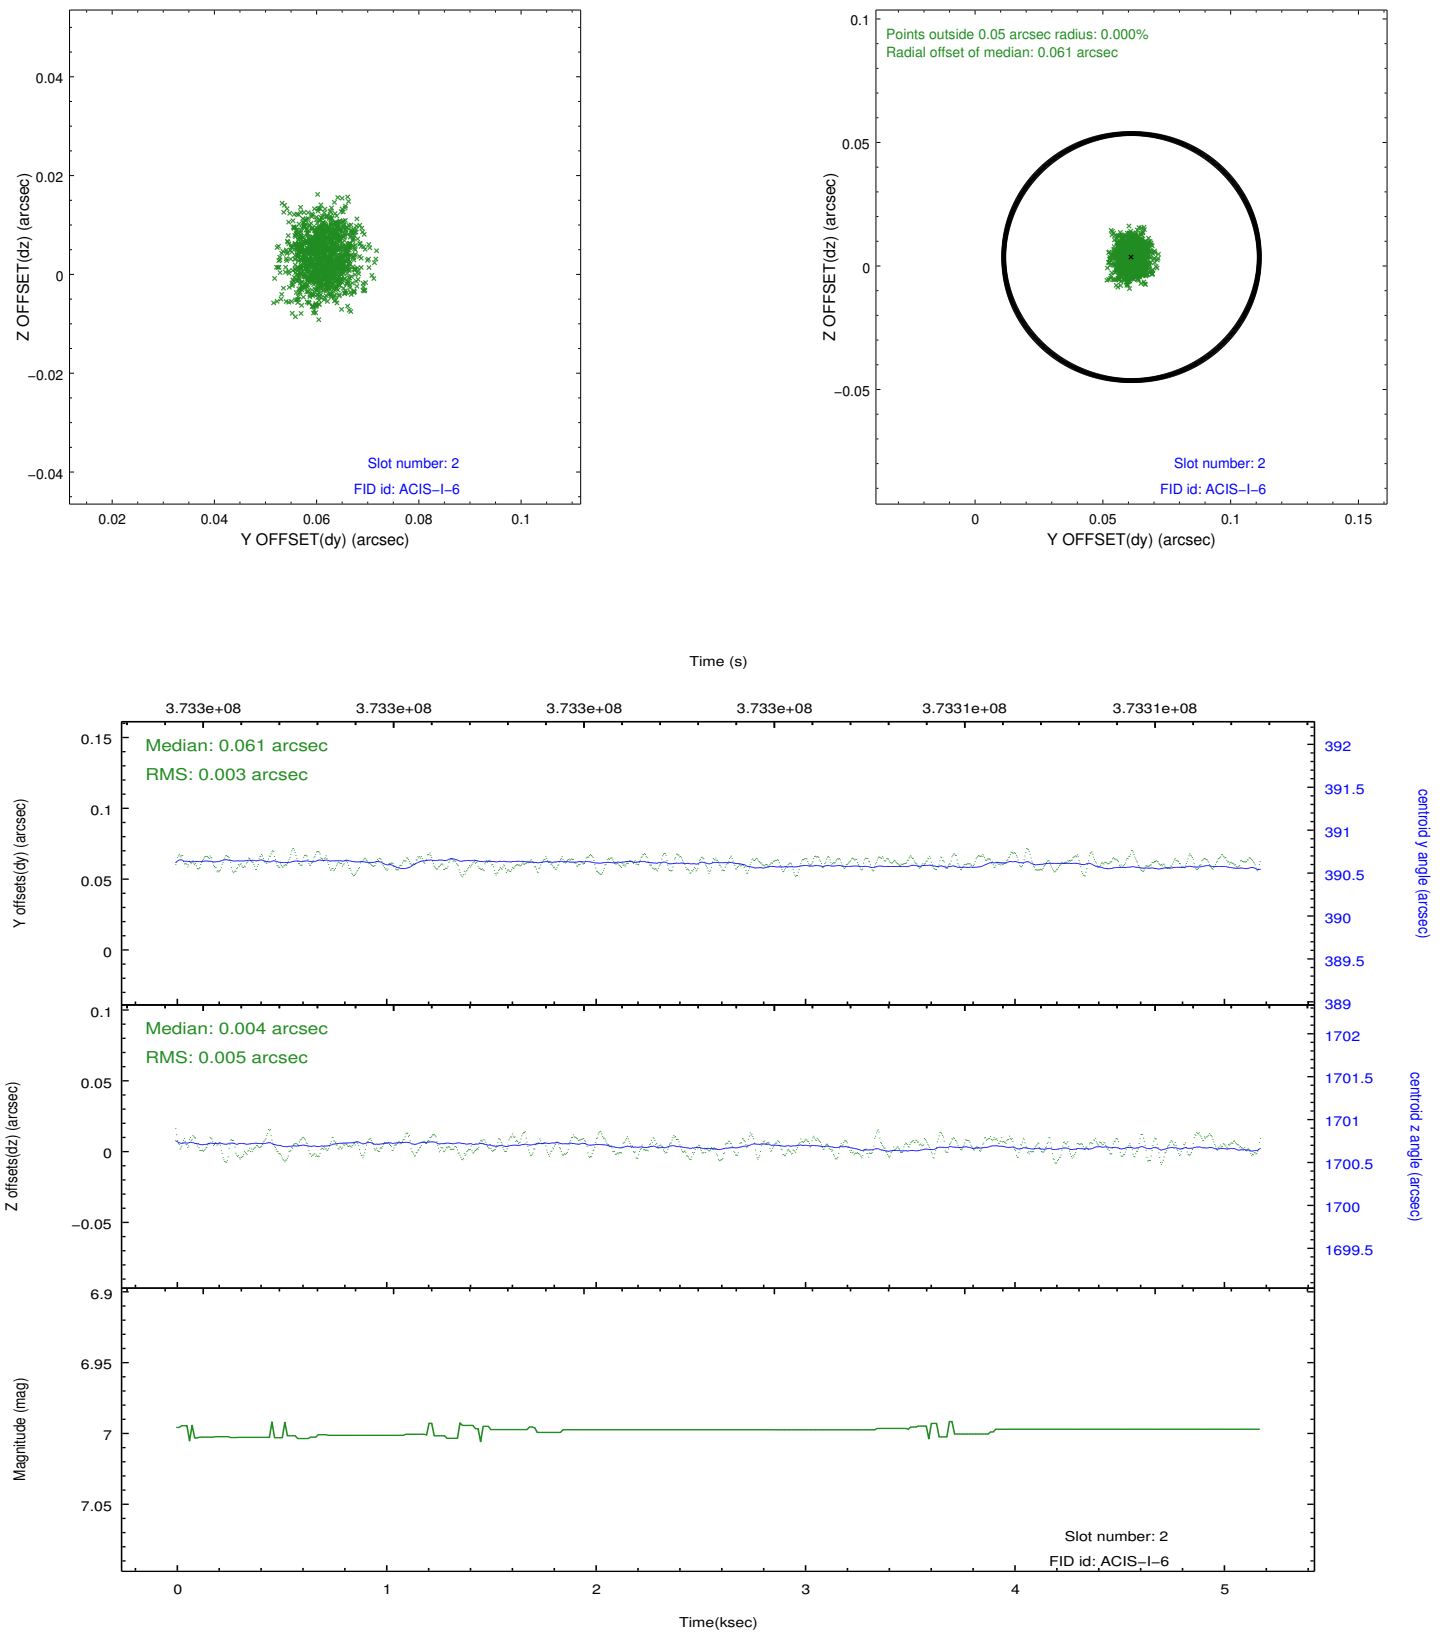 0.04
0.02
0
−0.02
−0.04
Z OFFSET(dz) (arcsec)
Slot number: 2
FID id: ACIS−I−6
0.02 0.04 0.06 0.08 0.1
Y OFFSET(dy) (arcsec)
Points outside 0.05 arcsec radius: 0.000%
Radial offset of median: 0.061 arcsec
0.1
0.05
0
−0.05
Z OFFSET(dz) (arcsec)
Slot number: 2
FID id: ACIS−I−6
0 0.05 0.1 0.15
Y OFFSET(dy) (arcsec)
Time (s)
3.733e+08 3.733e+08 3.733e+08 3.733e+08 3.7331e+08 3.7331e+08
Median: 0.061 arcsec
RMS: 0.003 arcsec
0.15
0.1
0.05
0
Y offsets(dy) (arcsec)
392
391.5
391
390.5
390
389.5
389
centroid y angle (arcsec)
Median: 0.004 arcsec
RMS: 0.005 arcsec
0.1
0.05
0
−0.05
Z offsets(dz) (arcsec)
1702
1701.5
1701
1700.5
1700
1699.5
centroid z angle (arcsec)
6.9
6.95
7
7.05
Magnitude (mag)
Slot number: 2
FID id: ACIS−I−6
0 1 2 3 4 5
Time(ksec)